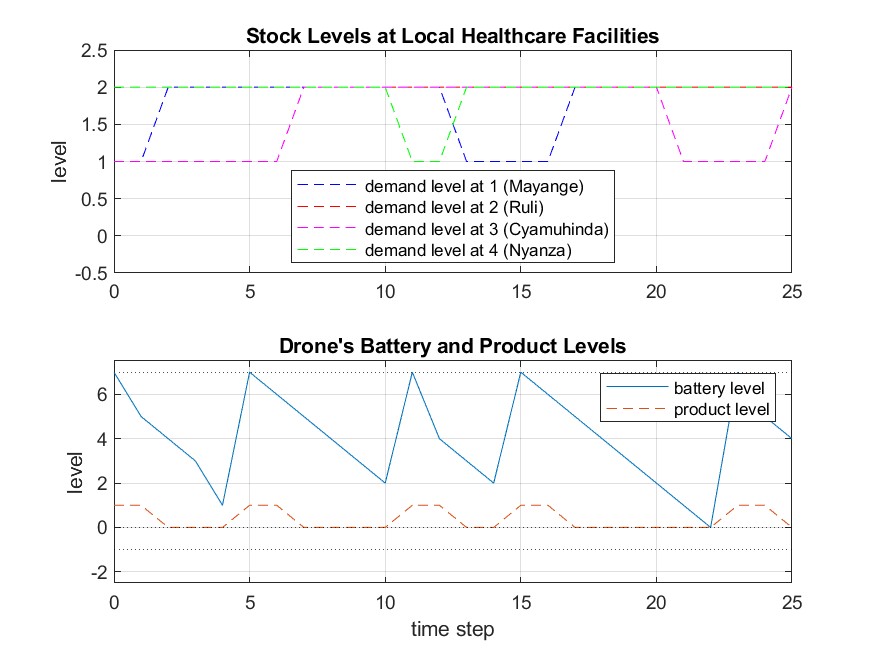 Stock Levels at Local Healthcare Facilities
2.5
2
1.5
1
0.5
0
-0.5
level
demand level at 1 (Mayange)
demand level at 2 (Ruli)
demand level at 3 (Cyamuhinda)
demand level at 4 (Nyanza)
0 5 10 15 20 25
Drone's Battery and Product Levels
6
4
2
0
-2
level
battery level
product level
0 5 10 15 20 25
time step